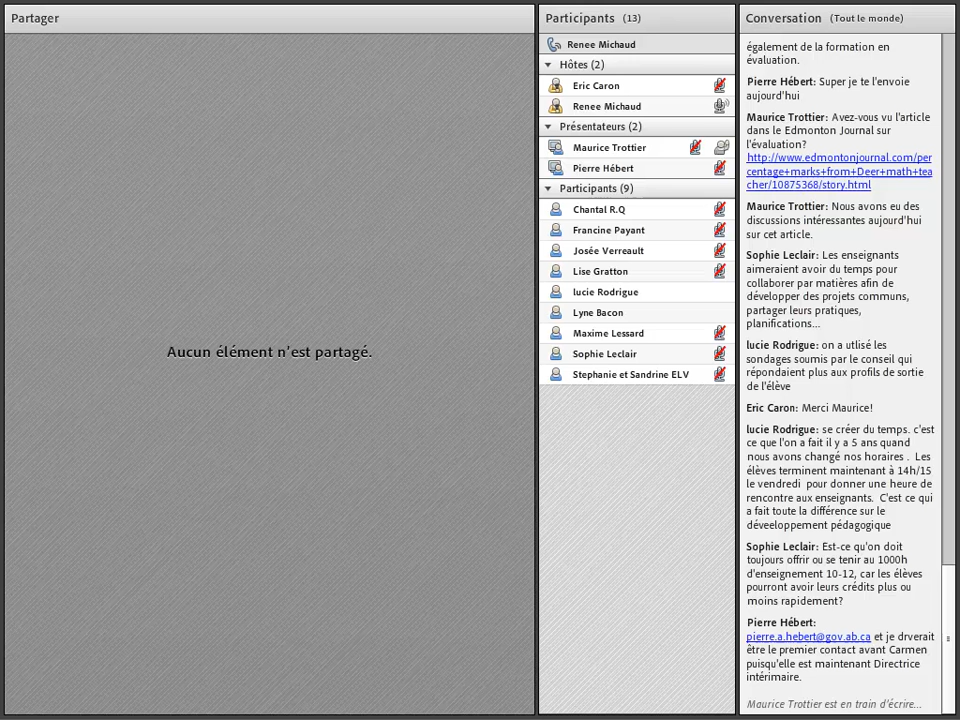 Partager
Aucun élément n'est partagé.
Participants (13)
Renee Michaud
Hôtes (2)
Eric Caron
Renee Michaud
Présentateurs (2)
Maurice Trottier
Pierre Hébert
Participants (9)
Chantal R.Q
Francine Payant
Josée Verreault
Lise Gratton
lucie Rodrigue
Lyne Bacon
Maxime Lessard
Sophie Leclair
Stephanie et Sandrine ELV
Conversation (Tout le monde)
également de la formation en
évaluation.
Pierre Hébert: Super je te l'envoie
aujourd'hui
Maurice Trottier: Avez-vous vu l'article
dans le Edmonton Journal sur
l'évaluation?
http://www.edmontonjournal.com/per
centage+marks+from+Deer+math+tea
cher/10875368/story.html
Maurice Trottier: Nous avons eu des
discussions intéressantes aujourd'hui
sur cet article.
Sophie Leclair: Les enseignants
aimeraient avoir du temps pour
collaborer par matières afin de
développer des projets communs,
partager leurs pratiques,
planifications...
lucie Rodrigue: on a utlisé les
sondages soumis par le conseil qui
répondaient plus aux profils de sortie
de l'élève
Eric Caron: Merci Maurice!
lucie Rodrigue: se créer du temps. c'est
ce que l'on a fait il y a 5 ans quand
nous avons changé nos horaires . Les
élèves terminent maintenant à 14h/15
le vendredi pour donner une heure de
rencontre aux enseignants. C'est ce qui
a fait toute la différence sur le
déveeloppement pédagogique
Sophie Leclair: Est-ce qu'on doit
toujours offrir ou se tenir au 1000h
d'enseignement 10-12, car les élèves
pourront avoir leurs crédits plus ou
moins rapidement?
Pierre Hébert:
pierre.a.hebert@gov.ab.ca et je drverait
être le premier contact avant Carmen
puisqu'elle est maintenant Directrice
intérimaire.
Maurice Trottier est en train d'écrire...